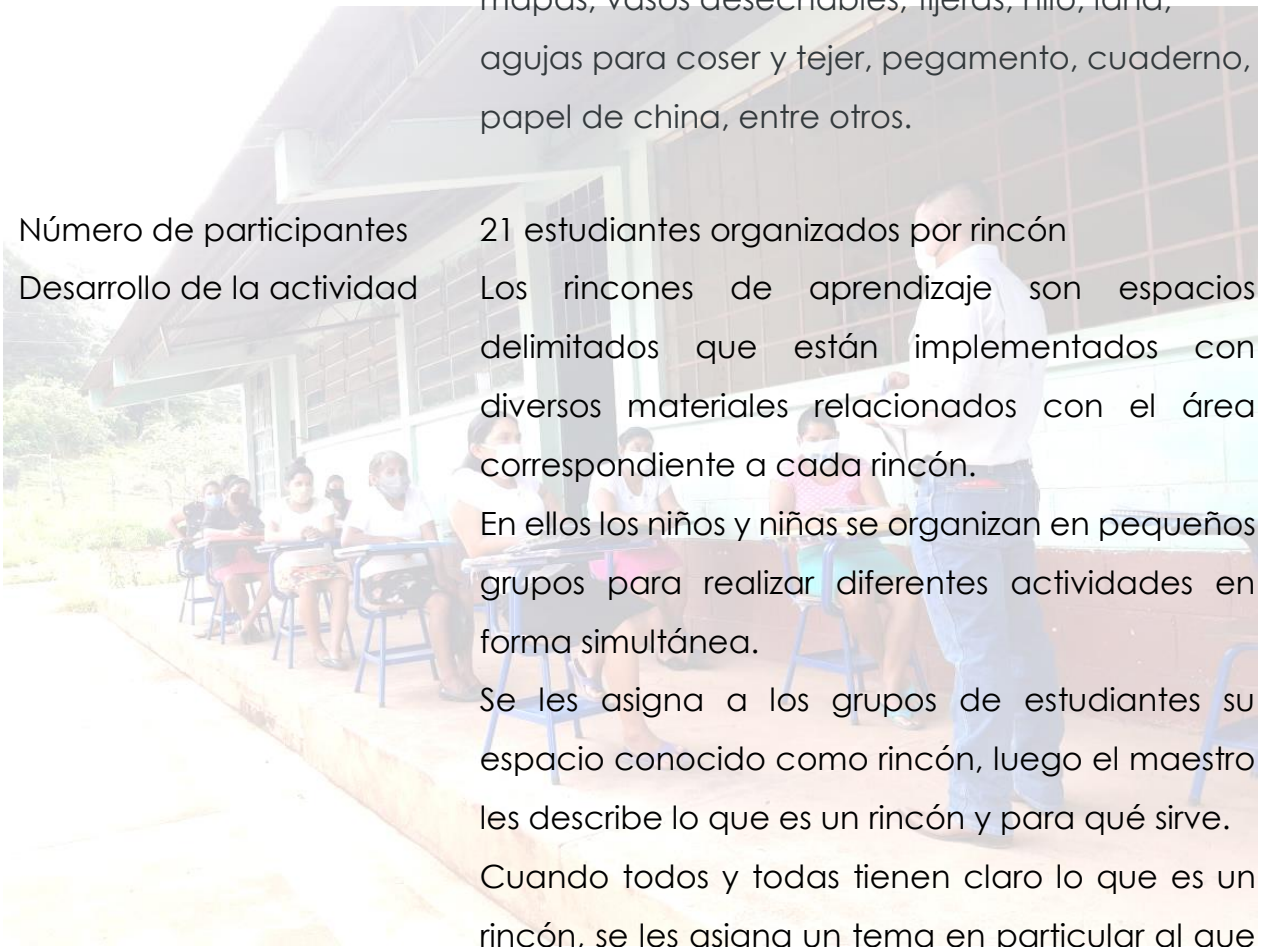 mapas, vasos desechables, tijeras, hilo, lana,
agujas para coser y tejer, pegamento, cuaderno,
papel de china, entre otros.
Número de participantes 21 estudiantes organizados por rincón
Desarrollo de la actividad Los rincones de aprendizaje son espacios
delimitados que están implementados con
diversos materiales relacionados con el área
correspondiente a cada rincón.
En ellos los niños y niñas se organizan en pequeños
grupos para realizar diferentes actividades en
forma simultánea.
Se les asigna a los grupos de estudiantes su
espacio conocido como rincón, luego el maestro
les describe lo que es un rincón y para qué sirve.
Cuando todos y todas tienen claro lo que es un
rincón, se les asigna un tema en particular al que